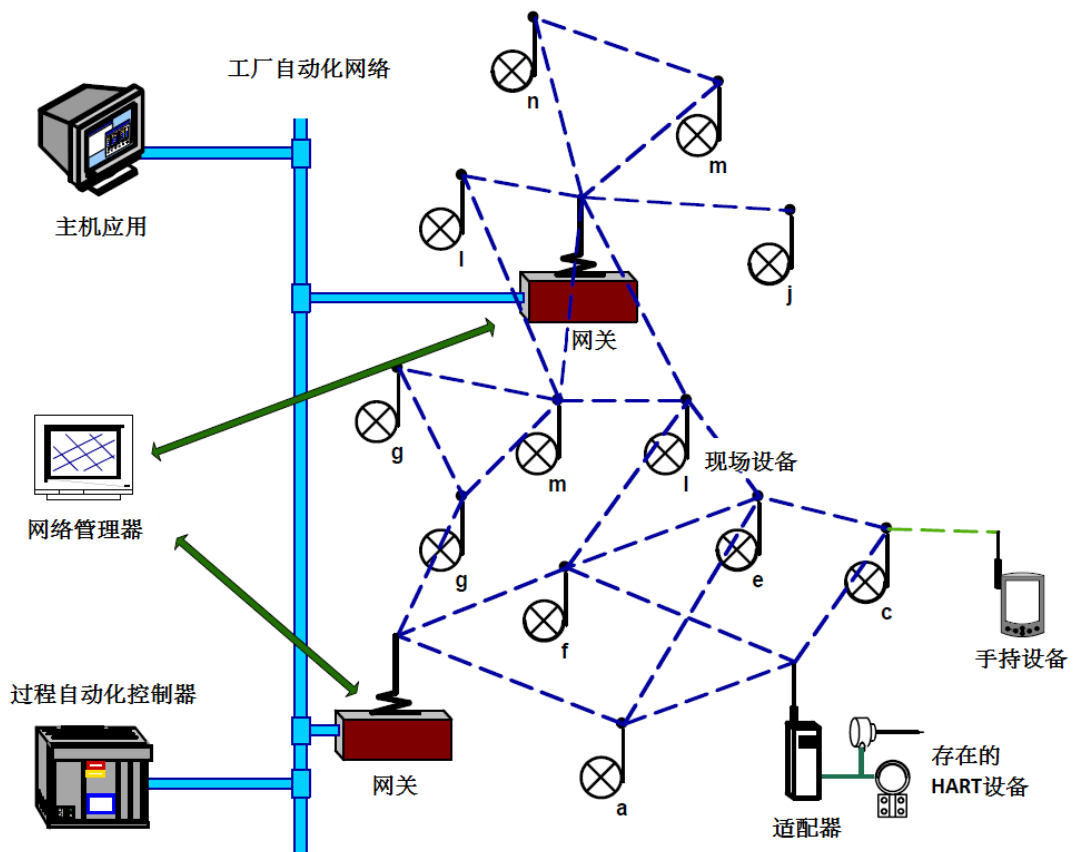 工厂自动化网络
n
m
主机应用
l
j
网关
g
m
l
现场设备
网络管理器
g
e
c
f
手持设备
过程自动化控制器
网关
a
适配器
存在的
HART设备